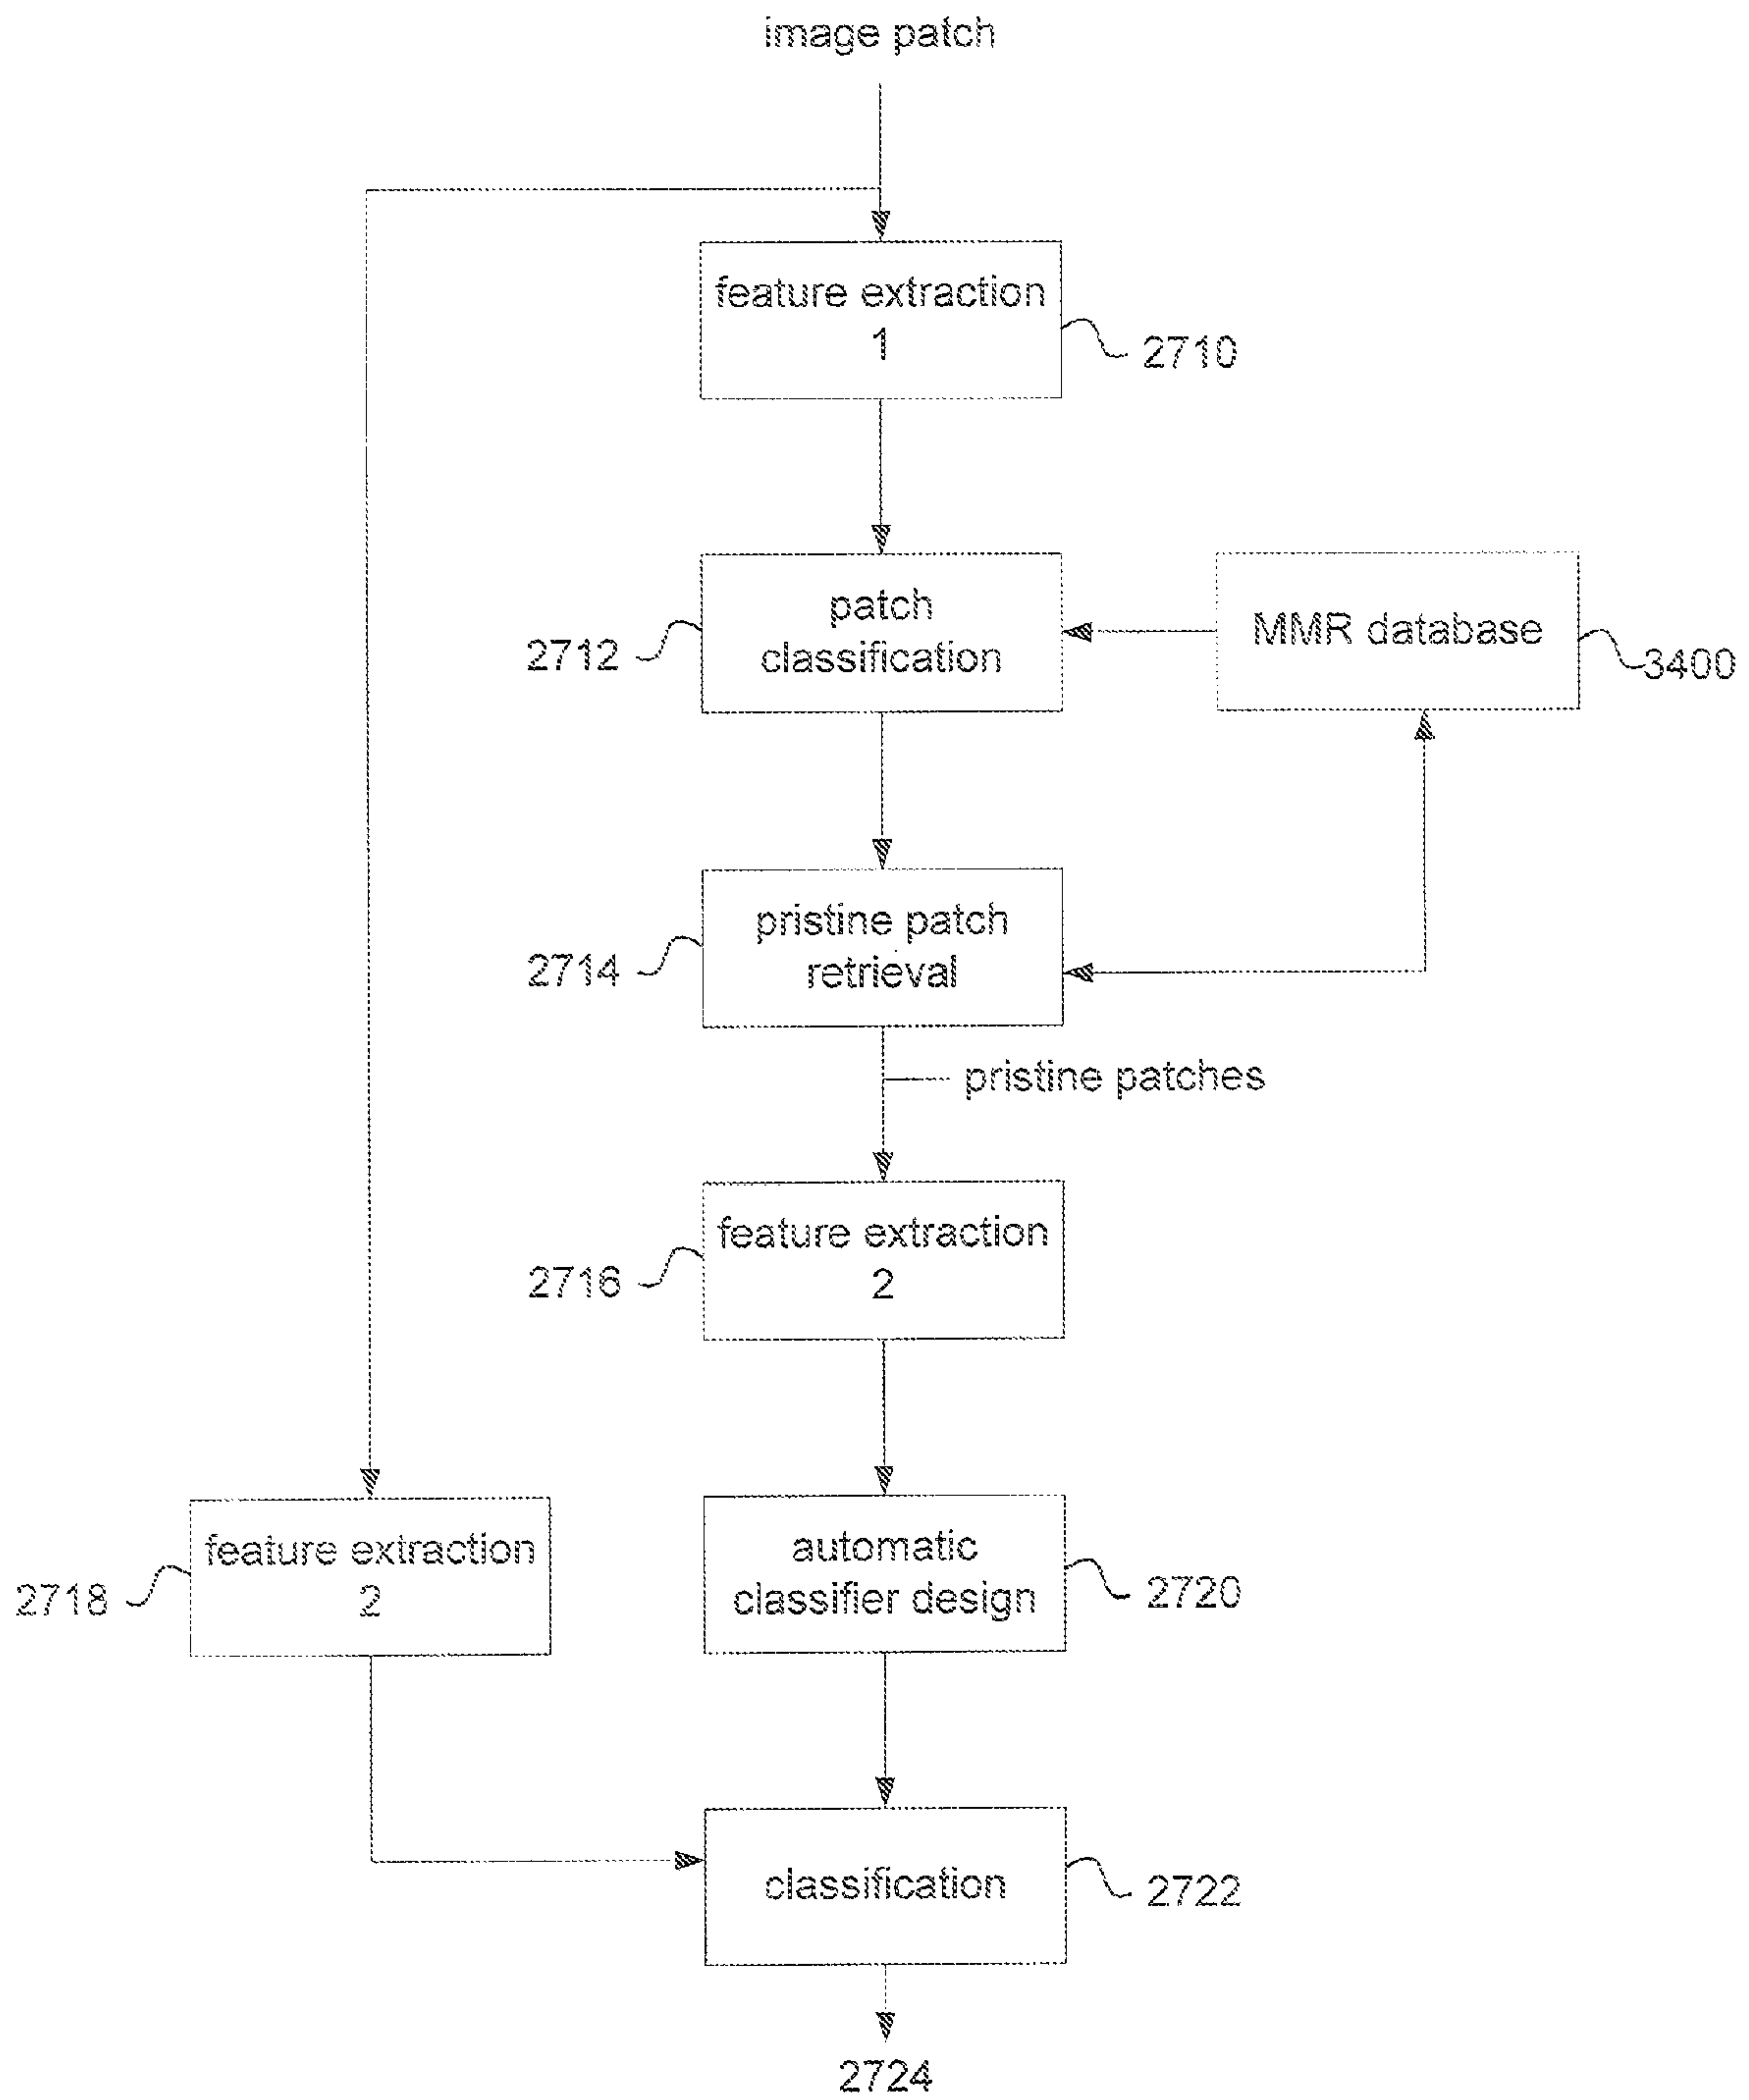 image patch
feature extraction
1
2710
patch
classification
2712
MMR database
3400
pristine patch
retrieval
2714
pristine patches
feature extraction
2
2716
feature extraction
2
2718
automatic
classifier design
2720
classification
2722
2724